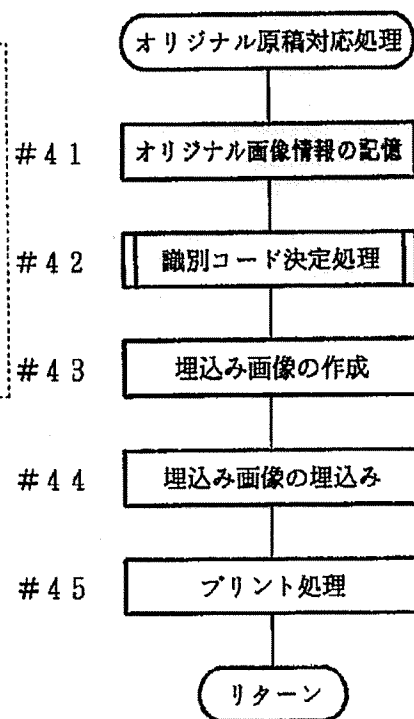 オリジナル原稿対応処理
#41 オリジナル画像情報の記憶
#42 識別コード決定処理
#43 埋込み画像の作成
#44 埋込み画像の埋込み
#45 プリント処理
リターン